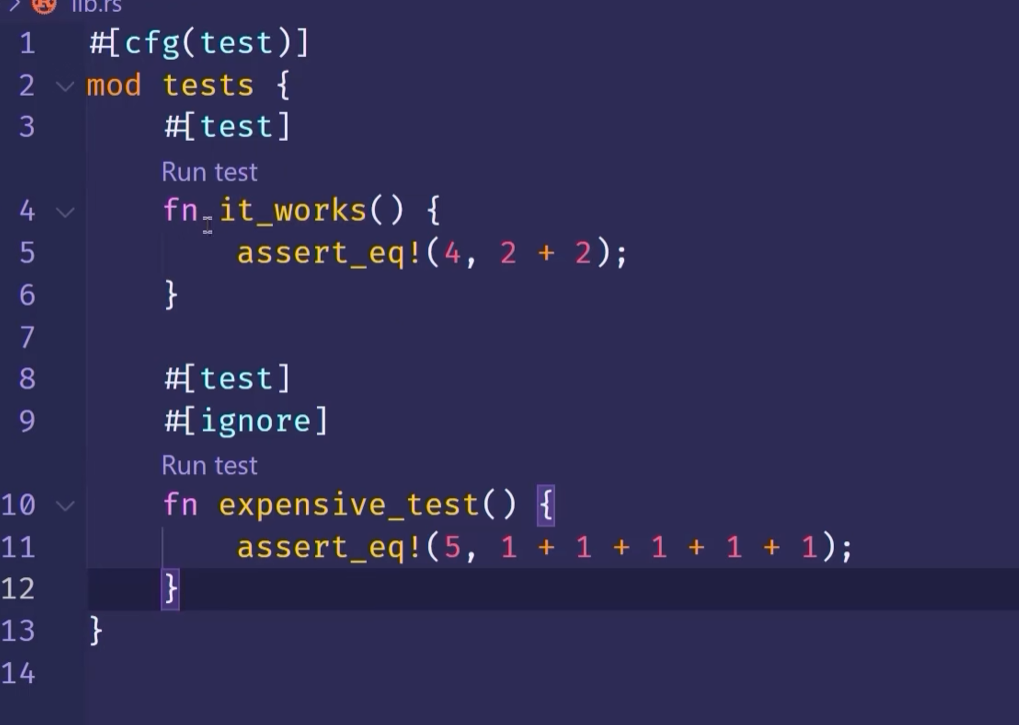 lib.rs
1 #[cfg(test)]
2 mod tests {
3 #[test]
Run test
4 fn it_works() {
5 assert_eq!(4, 2 + 2);
6 }
7
8 #[test]
9 #[ignore]
Run test
10 fn expensive_test() {
11 assert_eq!(5, 1 + 1 + 1 + 1 + 1);
12 }
13 }
14